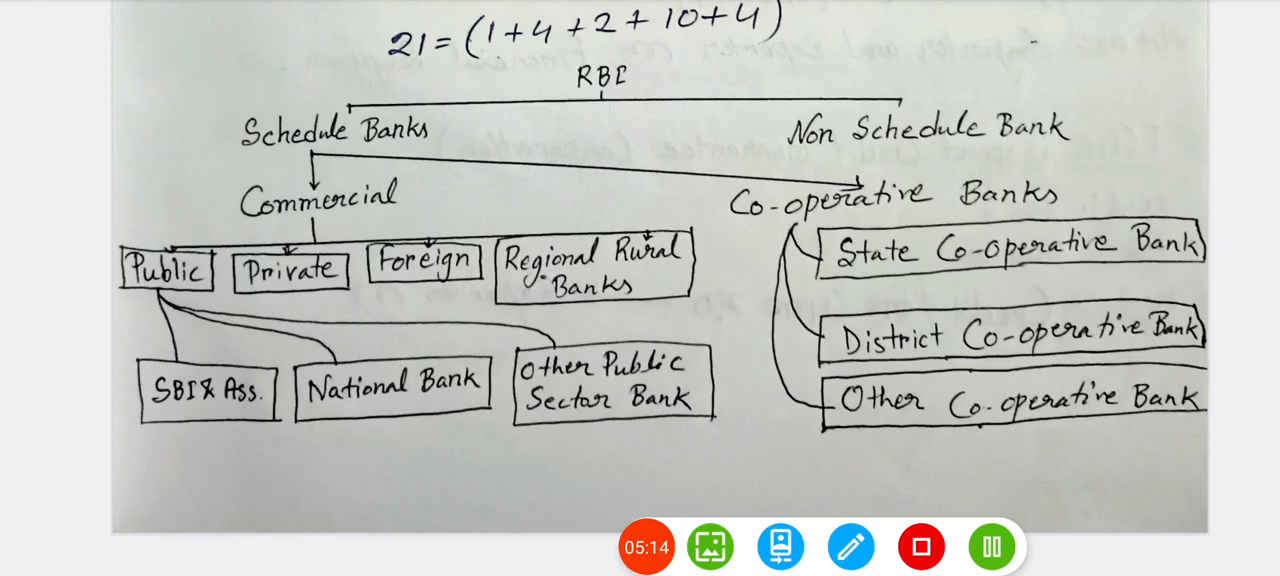 21 = (1+4+2+10+4)
RBI
Schedule Banks
Non Schedule Bank
Commercial
Co-operative Banks
Public
Private
Foreign
Regional Rural
Banks
State Co-operative Bank
District Co-operative Bank
Other Co-operative Bank
SBI & Ass.
National Bank
Other Public
Sector Bank
05:14